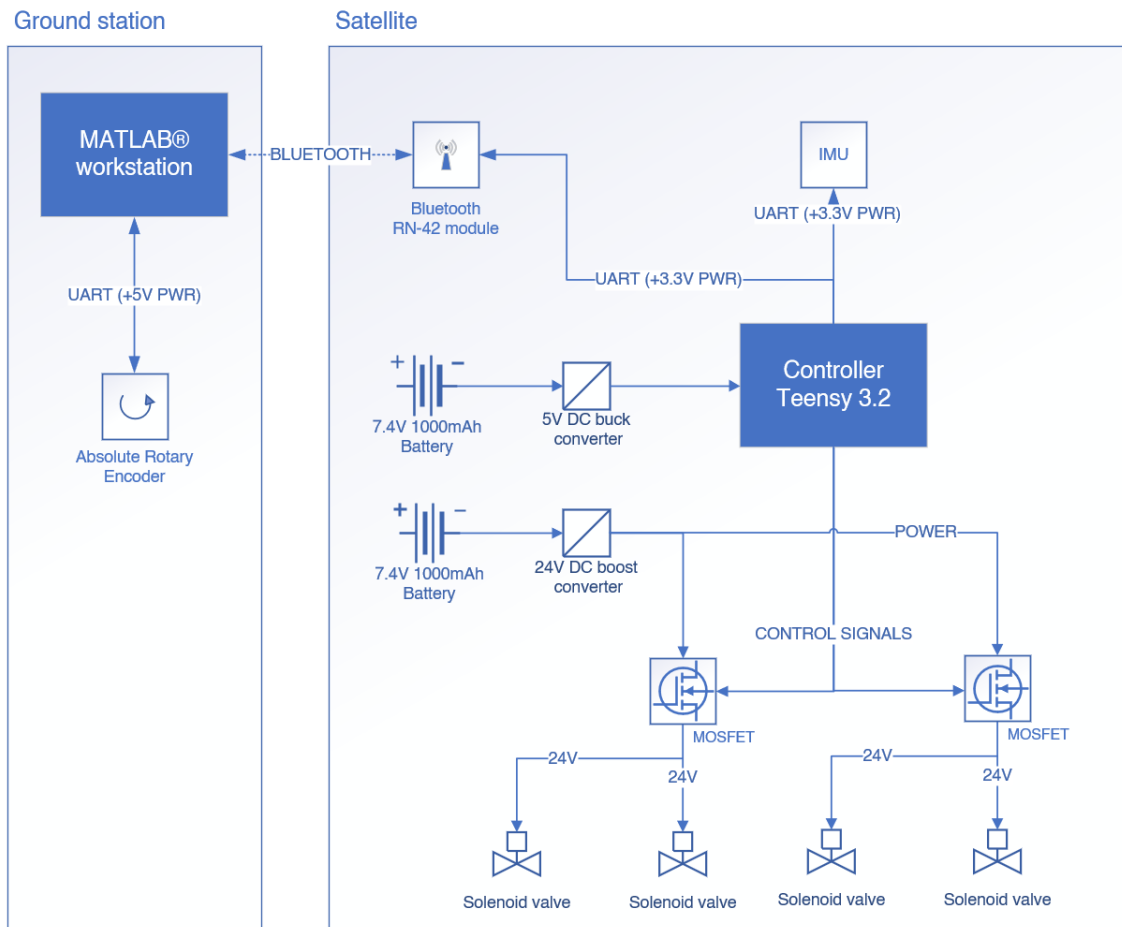 Ground station
Satellite
MATLAB®
workstation
BLUETOOTH
Bluetooth
RN-42 module
IMU
UART (+3.3V PWR)
UART (+3.3V PWR)
UART (+5V PWR)
Absolute Rotary
Encoder
+ −
7.4V 1000mAh
Battery
5V DC buck
converter
Controller
Teensy 3.2
+ −
7.4V 1000mAh
Battery
24V DC boost
converter
POWER
CONTROL SIGNALS
MOSFET
MOSFET
24V
24V
24V
24V
Solenoid valve
Solenoid valve
Solenoid valve
Solenoid valve